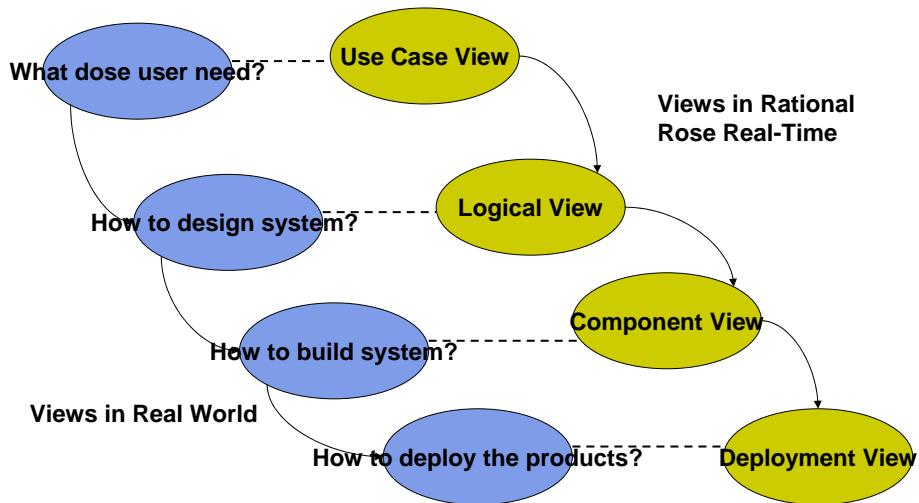 Use Case View
What dose user need?
Views in Rational
Rose Real-Time
Logical View
How to design system?
Component View
How to build system?
Views in Real World
How to deploy the products?
Deployment View